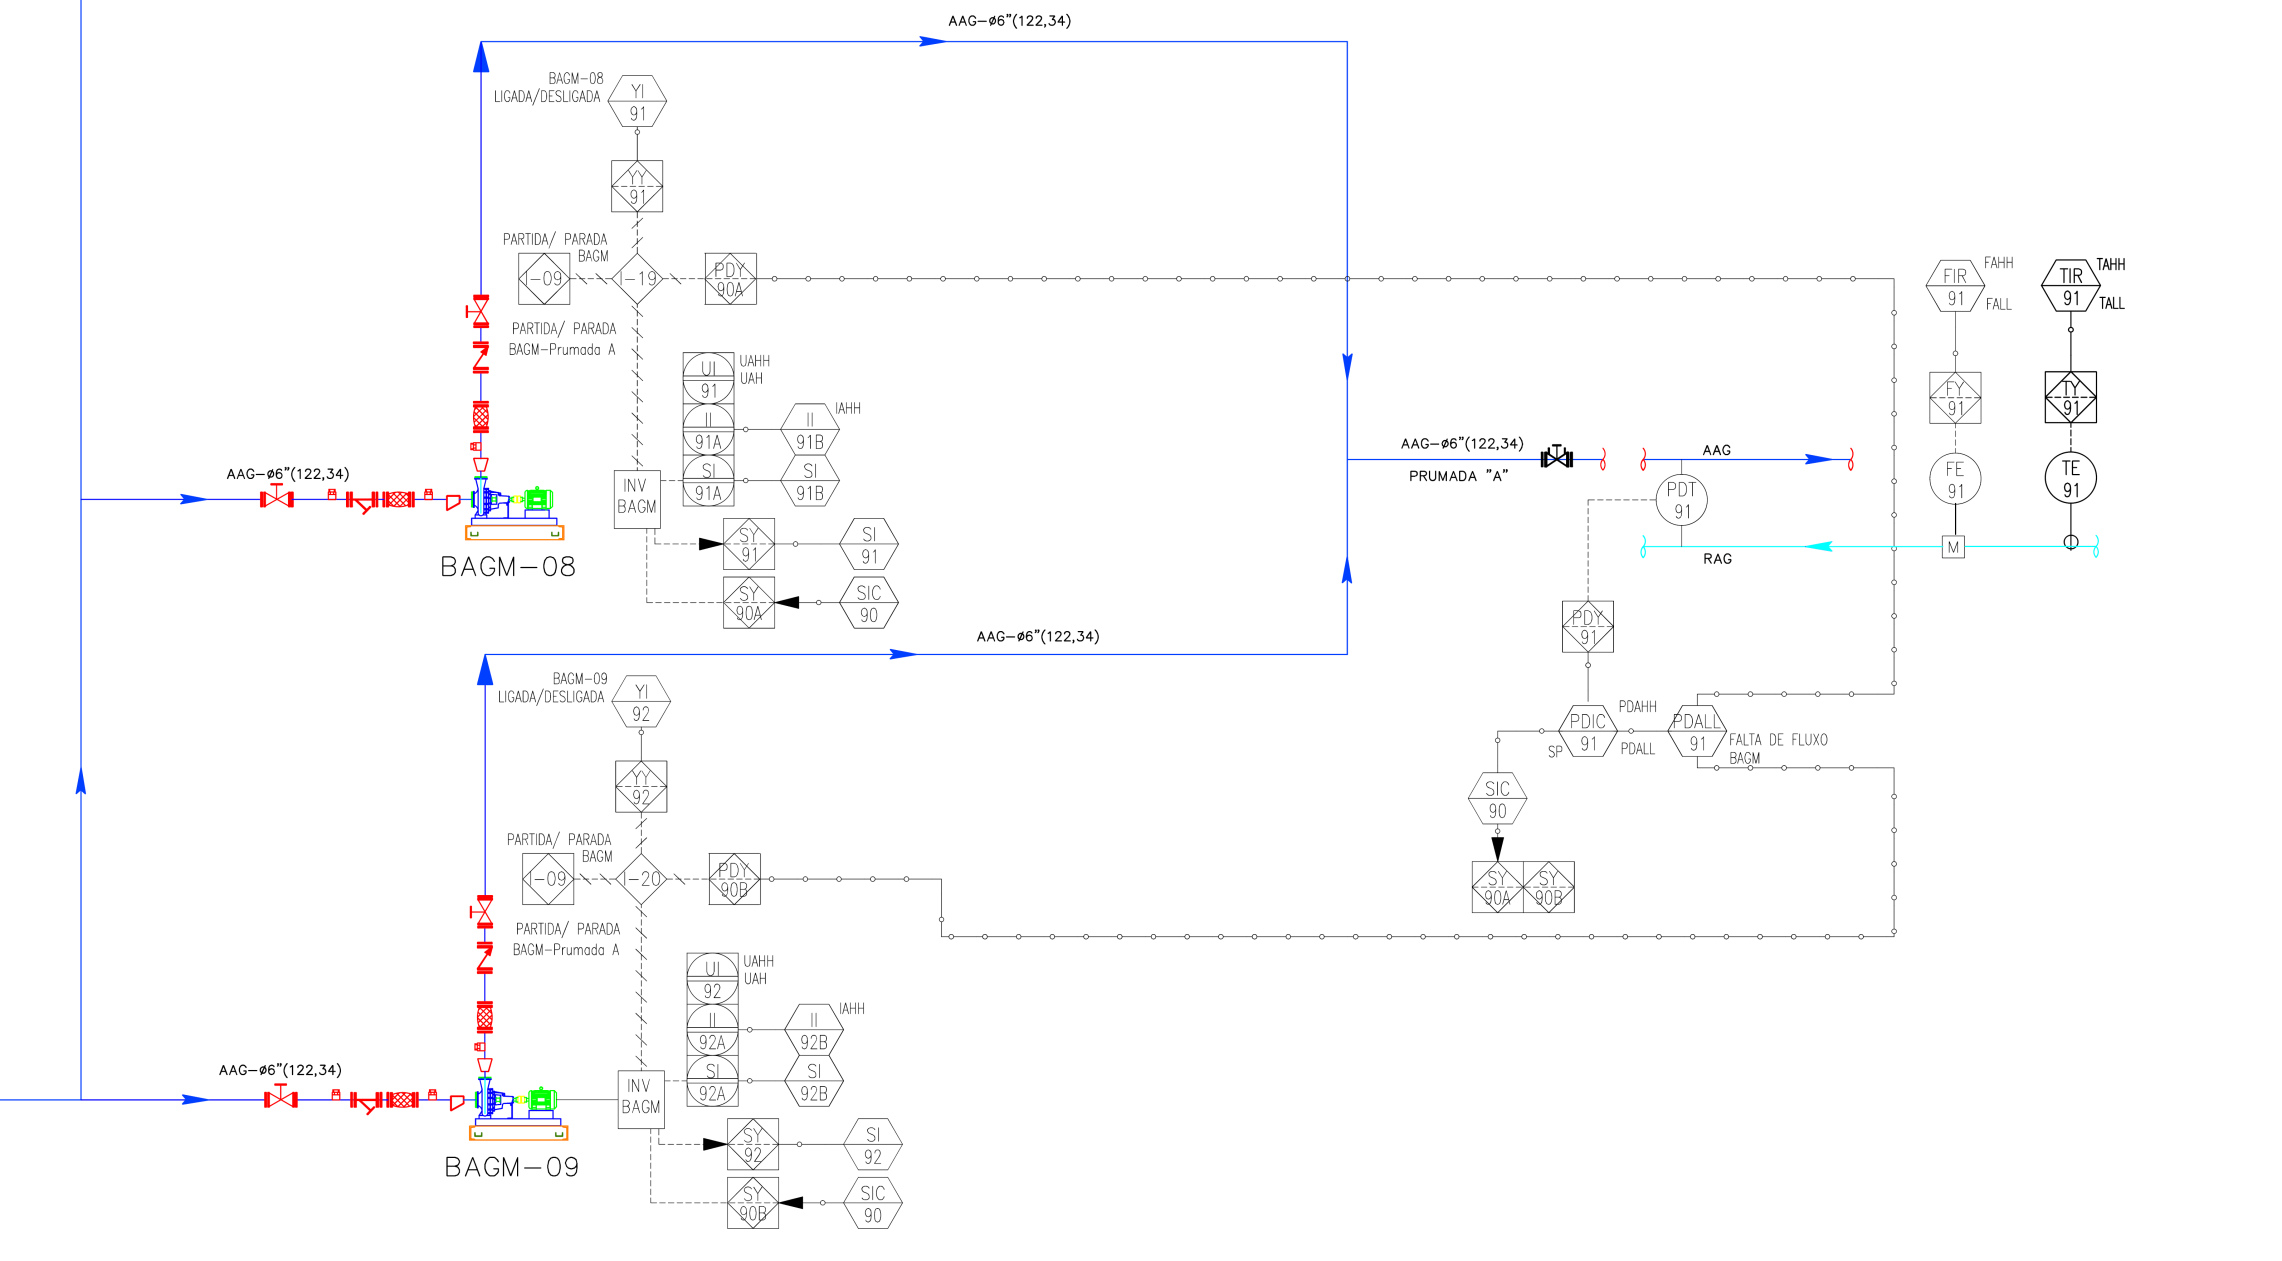 AAG-ø6"(122,34)
BAGM-08
LIGADA/DESLIGADA
YI
91
YY
91
PARTIDA/ PARADA
BAGM
I-09
I-19
PDY
90A
PARTIDA/ PARADA
BAGM-Prumada A
UI
91
UAHH
UAH
II
91A
II
91B
IAHH
SI
91A
SI
91B
INV
BAGM
SY
91
SI
91
SY
90A
SIC
90
AAG-ø6"(122,34)
BAGM-08
AAG-ø6"(122,34)
PRUMADA "A"
AAG
PDT
91
RAG
FIR
91
FAHH
FALL
TIR
91
TAHH
TALL
FY
91
TY
91
FE
91
TE
91
M
PDY
91
PDIC
91
PDAHH
PDALL
SP
PDALL
91
FALTA DE FLUXO
BAGM
SIC
90
SY
90A
SY
90B
AAG-ø6"(122,34)
BAGM-09
LIGADA/DESLIGADA
YI
92
YY
92
PARTIDA/ PARADA
BAGM
I-09
I-20
PDY
90B
PARTIDA/ PARADA
BAGM-Prumada A
UI
92
UAHH
UAH
II
92A
II
92B
IAHH
SI
92A
SI
92B
INV
BAGM
SY
92
SI
92
SY
90B
SIC
90
AAG-ø6"(122,34)
BAGM-09